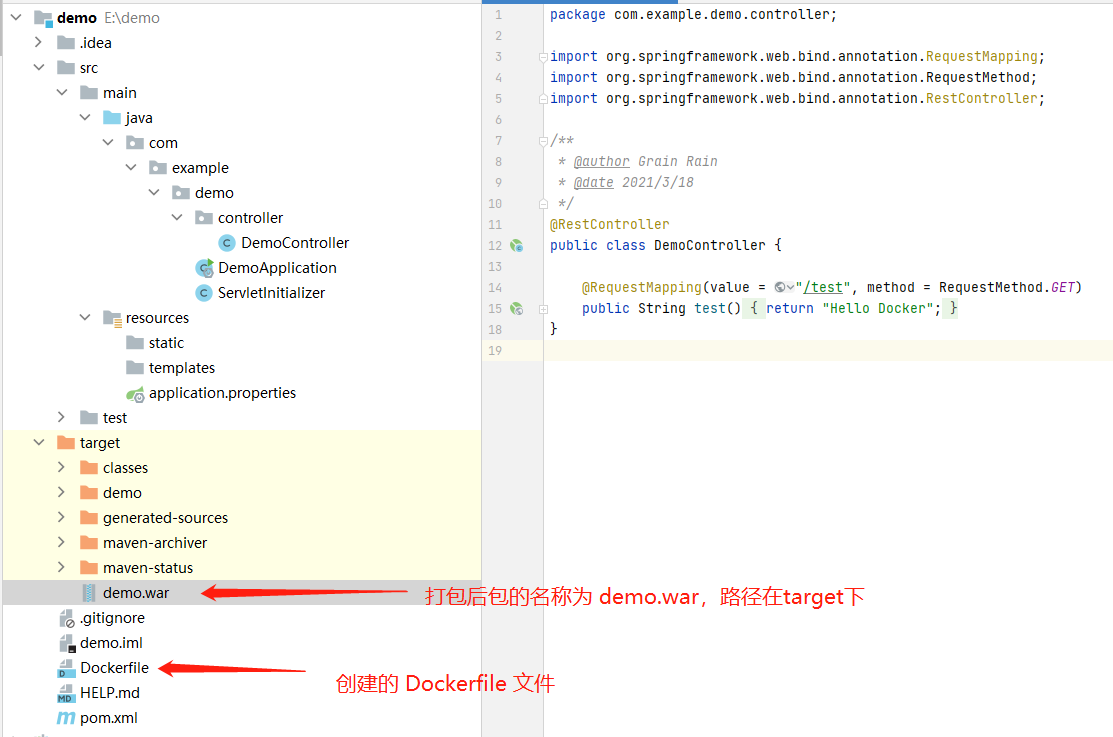 demo E:\demo
.idea
src
main
java
com
example
demo
controller
DemoController
DemoApplication
ServletInitializer
resources
static
templates
application.properties
test
target
classes
demo
generated-sources
maven-archiver
maven-status
demo.war
.gitignore
demo.iml
Dockerfile
HELP.md
pom.xml
打包后包的名称为 demo.war，路径在target下
创建的 Dockerfile 文件
1 package com.example.demo.controller;
2
3 import org.springframework.web.bind.annotation.RequestMapping;
4 import org.springframework.web.bind.annotation.RequestMethod;
5 import org.springframework.web.bind.annotation.RestController;
6
7 /**
8 * @author Grain Rain
9 * @date 2021/3/18
10 */
11 @RestController
12 public class DemoController {
13
14 @RequestMapping(value = "/test", method = RequestMethod.GET)
15 public String test() { return "Hello Docker"; }
18 }
19